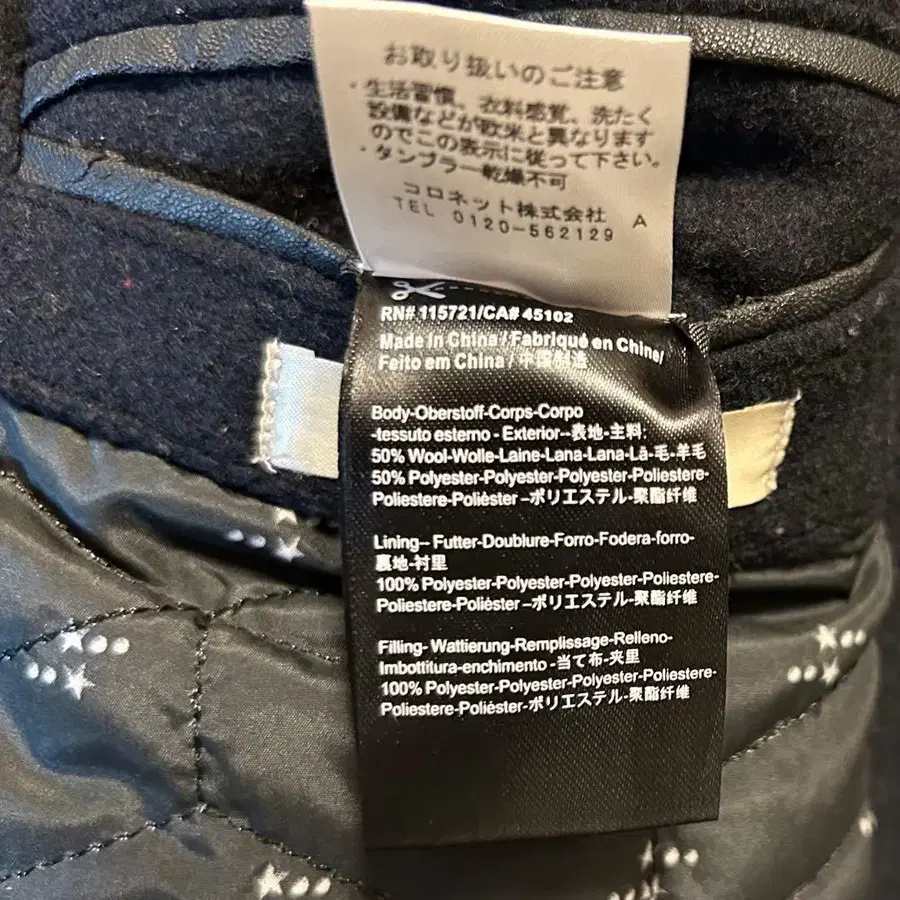 お取り扱いのご注意
・生活習慣、衣料感覚、洗たく
設備などが欧米と異なります
のでこの表示に従って下さい。
・タンブラー乾燥不可
コロネット株式会社 A
TEL 0120-562129
RN# 115721/CA# 45102
Made in China / Fabriqué en Chine/
Feito em China / 中国制造
Body-Oberstoff-Corps-Corpo
-tessuto esterno - Exterior--表地-主料:
50% Wool-Wolle-Laine-Lana-Lana-Lã-毛-羊毛
50% Polyester-Polyester-Polyester-Poliestere-
Poliestere-Poliéster –ポリエステル-聚酯纤维
Lining-- Futter-Doublure-Forro-Fodera-forro-
裏地-衬里
100% Polyester-Polyester-Polyester-Poliestere-
Poliestere-Poliéster –ポリエステル-聚酯纤维
Filling- Wattierung-Remplissage-Relleno-
Imbottitura-enchimento -当て布-夹里
100% Polyester-Polyester-Polyester-Poliestere-
Poliestere-Poliéster-ポリエステル-聚酯纤维